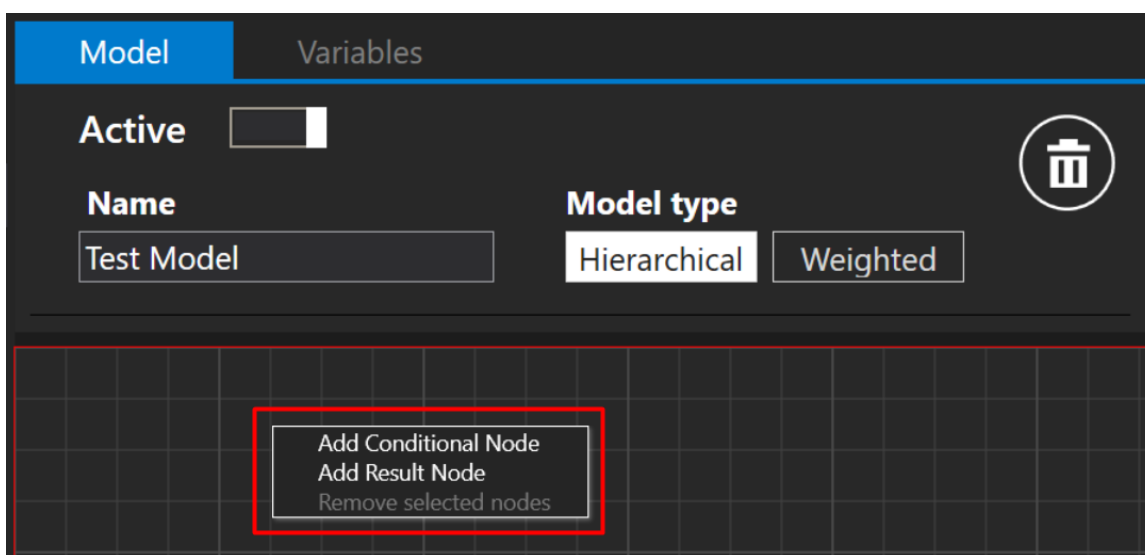 Model
Variables
Active
Name
Model type
Test Model
Hierarchical
Weighted
Add Conditional Node
Add Result Node
Remove selected nodes